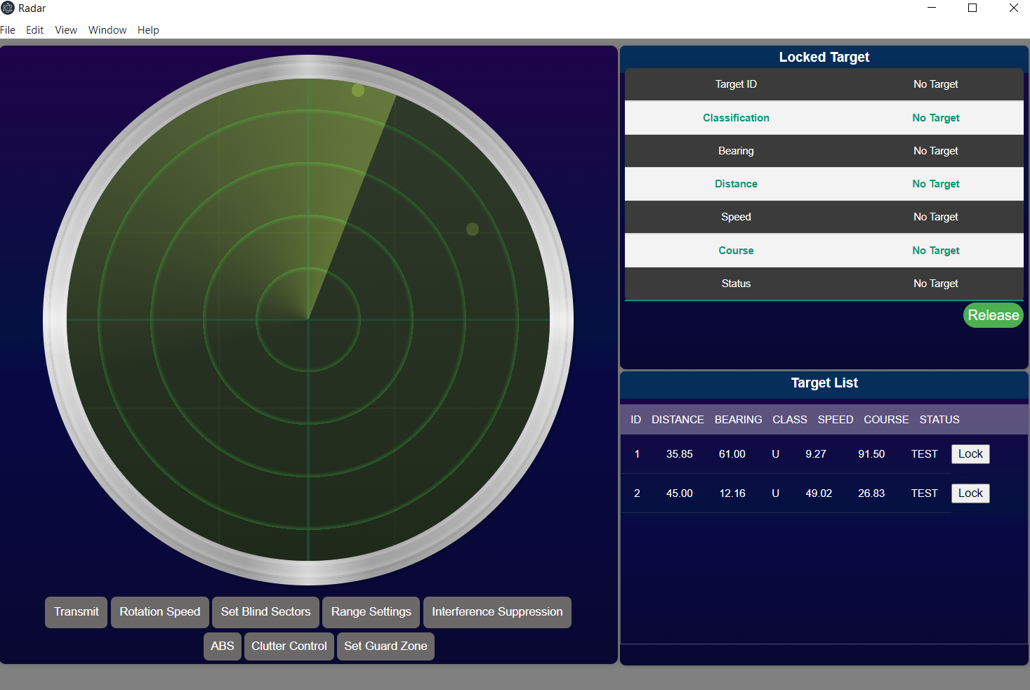 Radar
File Edit View Window Help
Locked Target
Target ID No Target
Classification No Target
Bearing No Target
Distance No Target
Speed No Target
Course No Target
Status No Target
Release
Target List
ID DISTANCE BEARING CLASS SPEED COURSE STATUS
1 35.85 61.00 U 9.27 91.50 TEST Lock
2 45.00 12.16 U 49.02 26.83 TEST Lock
Transmit Rotation Speed Set Blind Sectors Range Settings Interference Suppression
ABS Clutter Control Set Guard Zone